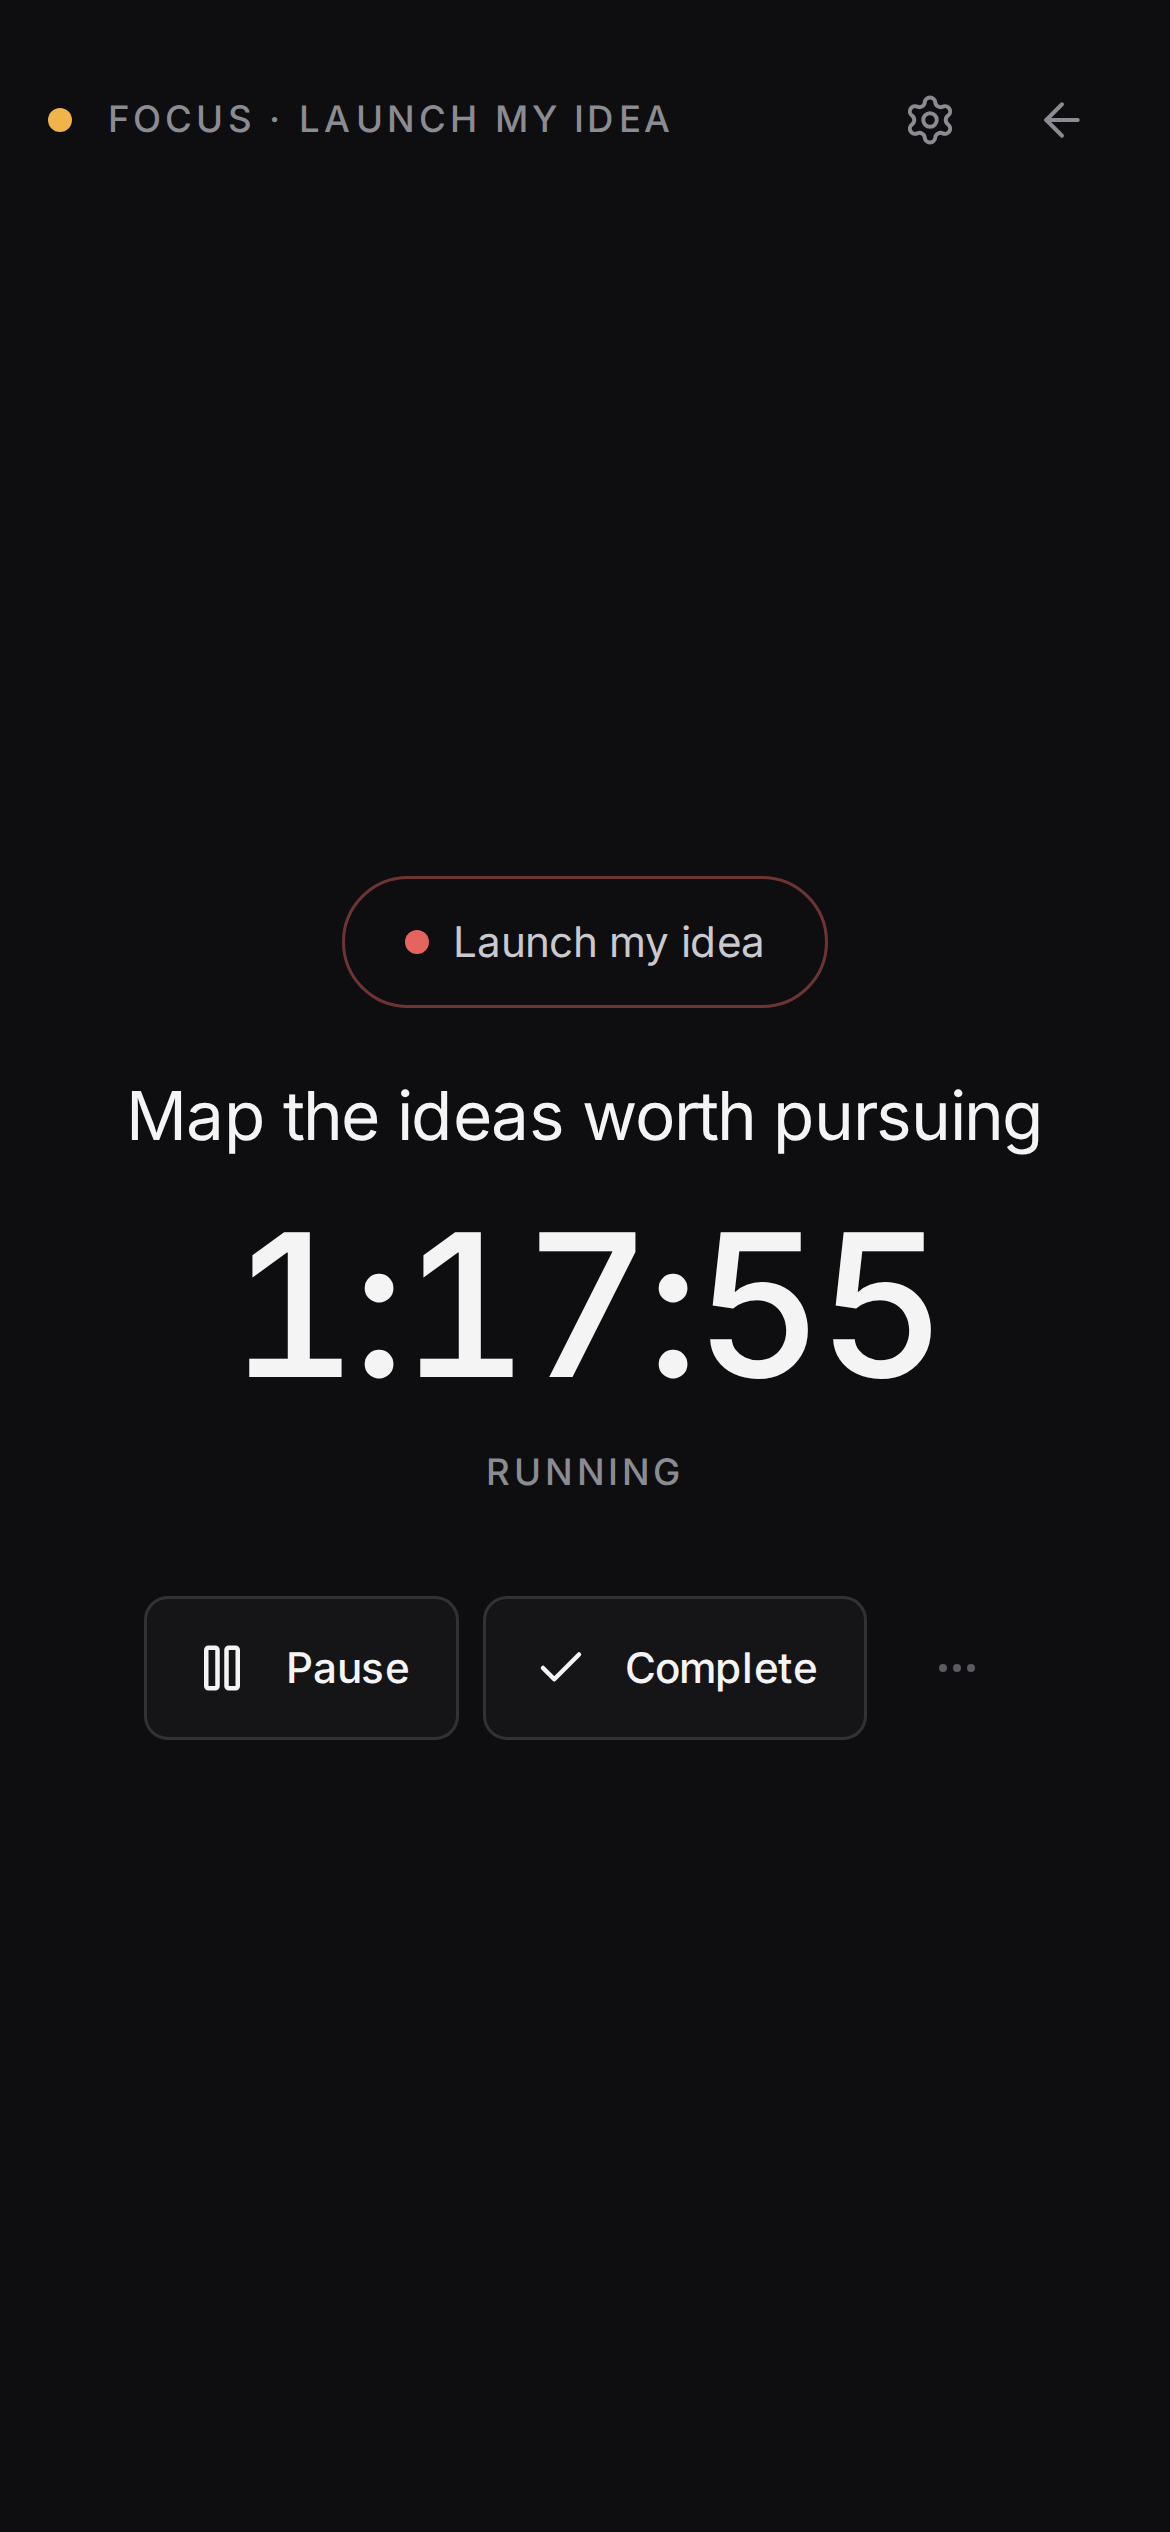 FOCUS · LAUNCH MY IDEA
Launch my idea
Map the ideas worth pursuing
1:17:55
RUNNING
Pause
Complete